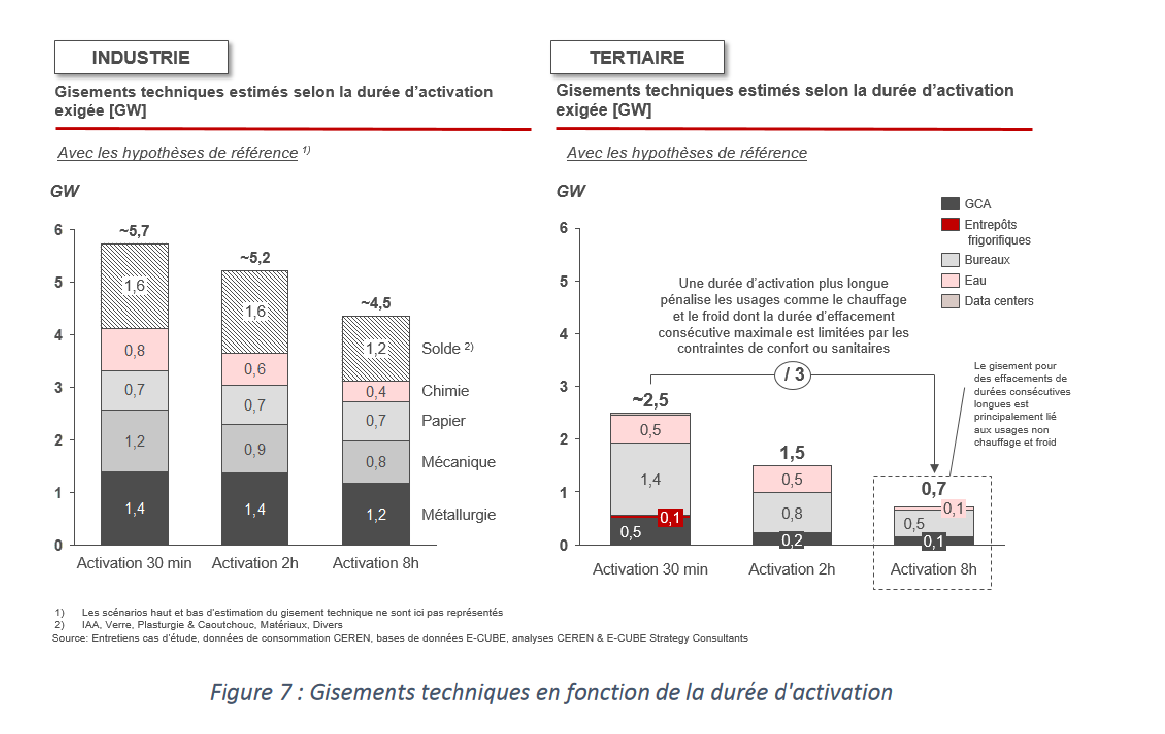 INDUSTRIE
Gisements techniques estimés selon la durée d'activation
exigée [GW]
Avec les hypothèses de référence 1)
GW
6
5
4
3
2
1
0
~5,7
1,6
0,8
0,7
1,2
1,4
Activation 30 min
~5,2
1,6
0,6
0,7
0,9
1,4
Activation 2h
~4,5
1,2
0,4
0,7
0,8
1,2
Activation 8h
Solde 2)
Chimie
Papier
Mécanique
Métallurgie
TERTIAIRE
Gisements techniques estimés selon la durée d'activation
exigée [GW]
Avec les hypothèses de référence
GW
6
5
4
3
2
1
0
GCA
Entrepôts
frigorifiques
Bureaux
Eau
Data centers
Une durée d'activation plus longue
pénalise les usages comme le chauffage
et le froid dont la durée d'effacement
consécutive maximale est limitées par les
contraintes de confort ou sanitaires
/ 3
Le gisement pour
des effacements de
durées consécutives
longues est
principalement lié
aux usages non
chauffage et froid
~2,5
0,5
1,4
0,1
0,5
Activation 30 min
1,5
0,5
0,8
0,2
Activation 2h
0,7
0,1
0,5
0,1
Activation 8h
1) Les scénarios haut et bas d'estimation du gisement technique ne sont ici pas représentés
2) IAA, Verre, Plasturgie & Caoutchouc, Matériaux, Divers
Source: Entretiens cas d'étude, données de consommation CEREN, bases de données E-CUBE, analyses CEREN & E-CUBE Strategy Consultants
Figure 7 : Gisements techniques en fonction de la durée d'activation